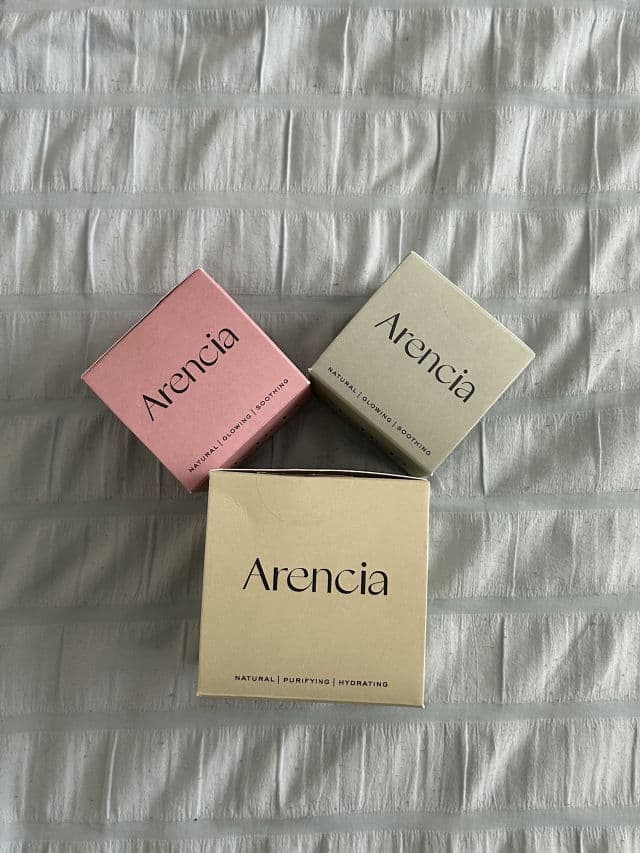 Arencia
NATURAL | GLOWING | SOOTHING
Arencia
NATURAL | GLOWING | SOOTHING
Arencia
NATURAL | PURIFYING | HYDRATING